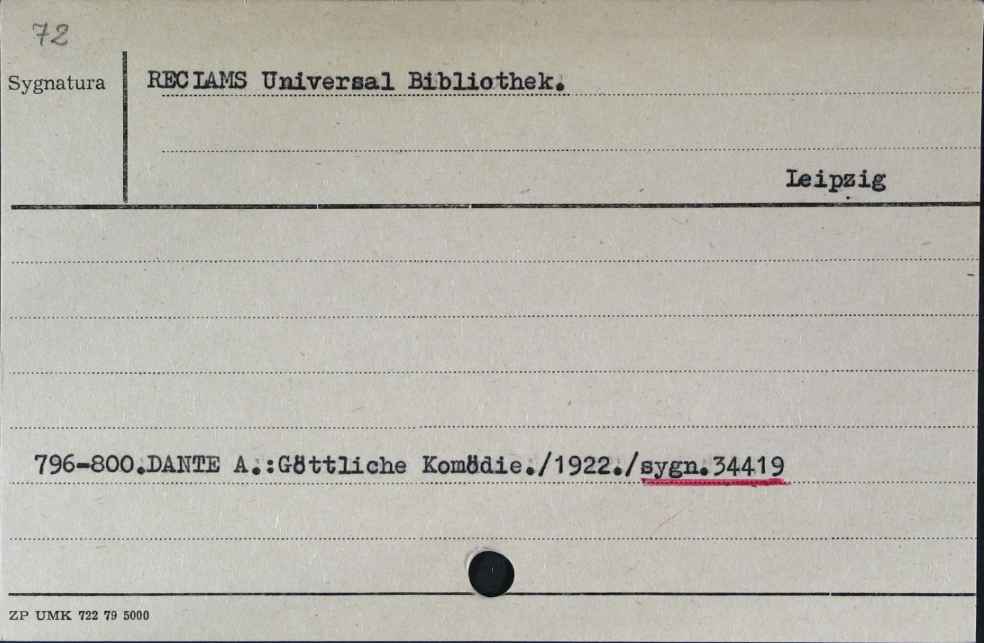 72
Sygnatura
RECIAMS Universal Bibliothek.
Leipzig
796-800.DANTE A.:Göttliche Komödie./1922./sygn.34419
ZP UMK 722 79 5000